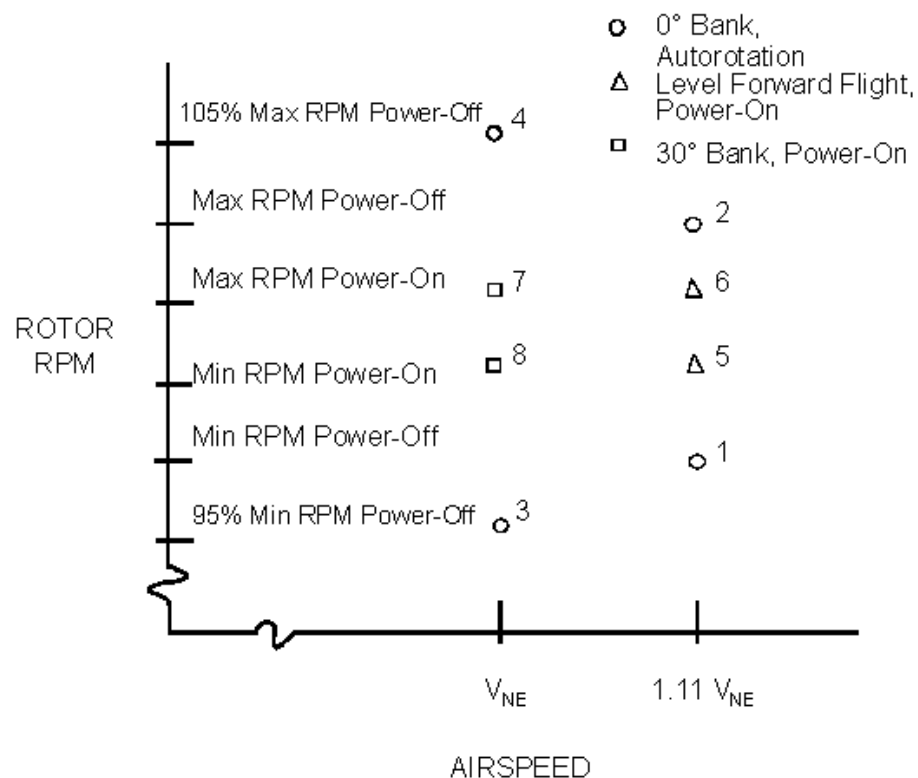 0° Bank,
Autorotation
Level Forward Flight,
Power-On
30° Bank, Power-On
105% Max RPM Power-Off
4
Max RPM Power-Off
2
Max RPM Power-On
7
6
ROTOR
RPM
Min RPM Power-On
8
5
Min RPM Power-Off
1
95% Min RPM Power-Off
3
VNE
1.11 VNE
AIRSPEED